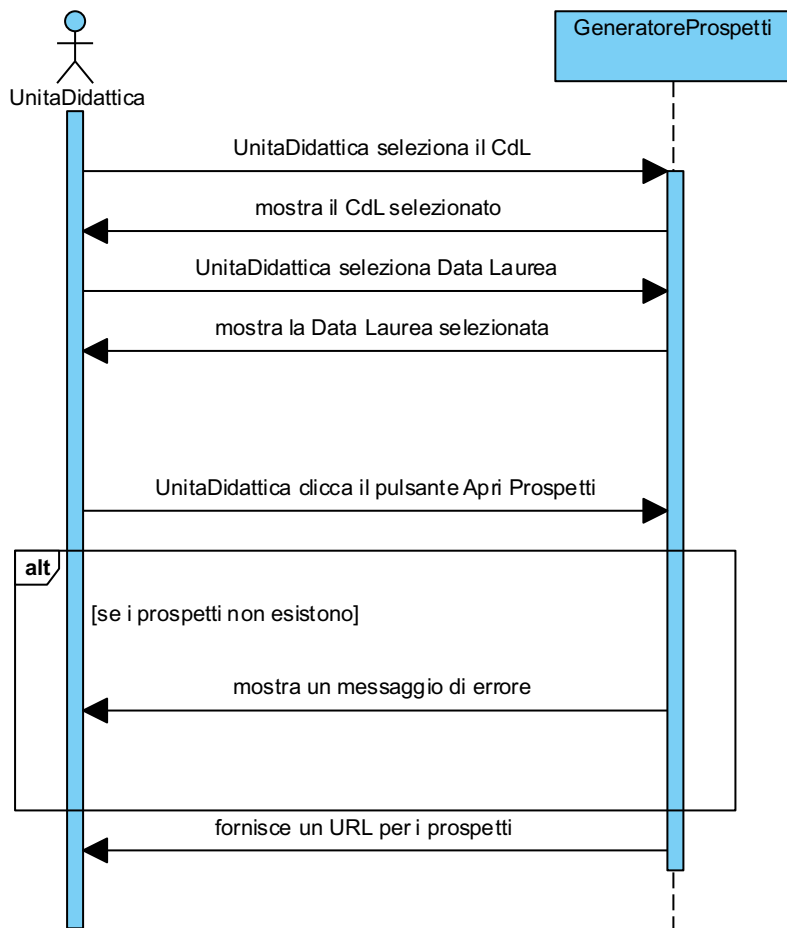 GeneratoreProspetti
UnitaDidattica
UnitaDidattica seleziona il CdL
mostra il CdL selezionato
UnitaDidattica seleziona Data Laurea
mostra la Data Laurea selezionata
UnitaDidattica clicca il pulsante Apri Prospetti
alt
[se i prospetti non esistono]
mostra un messaggio di errore
fornisce un URL per i prospetti